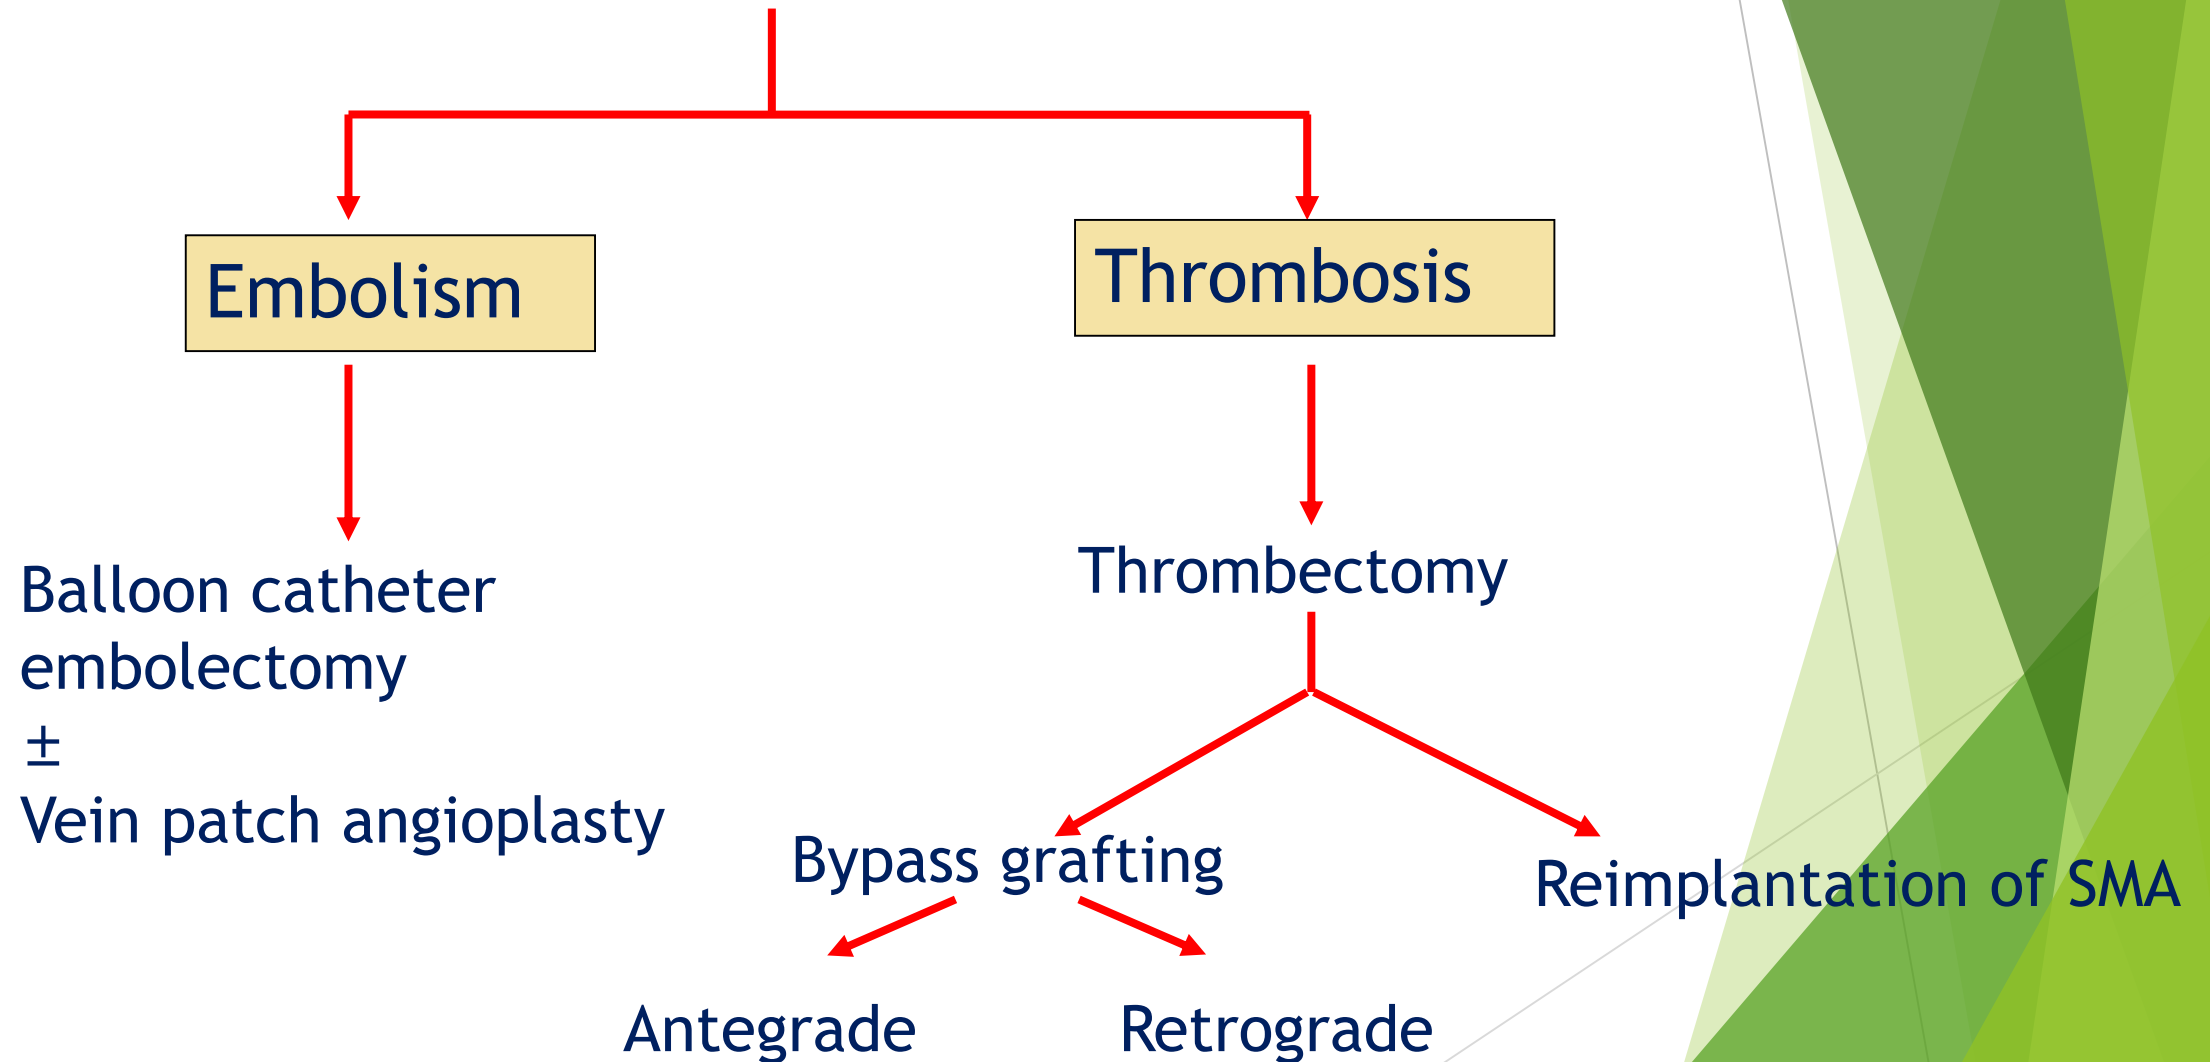 Embolism
Thrombosis
Balloon catheter
embolectomy
±
Vein patch angioplasty
Thrombectomy
Bypass grafting
Reimplantation of SMA
Antegrade
Retrograde